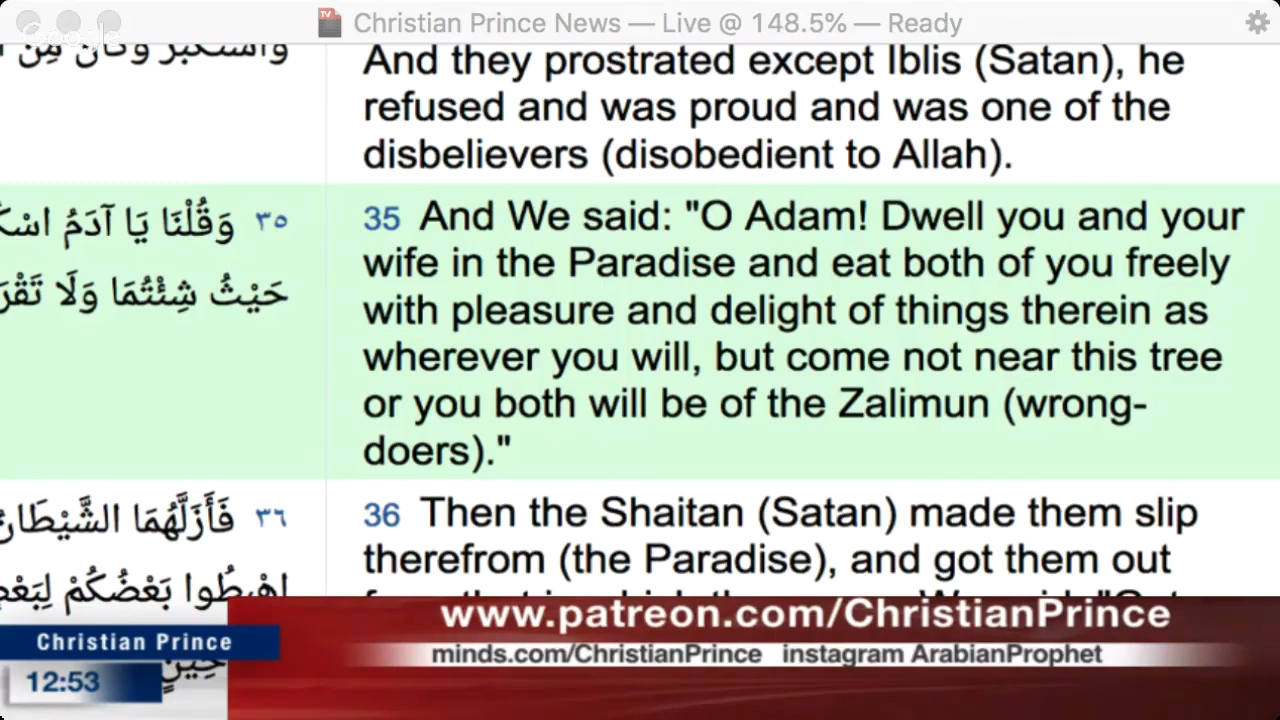 Christian Prince News — Live @ 148.5% — Ready
Google
And they prostrated except Iblis (Satan), he
refused and was proud and was one of the
disbelievers (disobedient to Allah).
وَقُلْنَا يَا آدَمُ ٣٥
حَيْثُ شِئْتُمَا وَلَا
35 And We said: "O Adam! Dwell you and your
wife in the Paradise and eat both of you freely
with pleasure and delight of things therein as
wherever you will, but come not near this tree
or you both will be of the Zalimun (wrong-
doers)."
فَأَزَلَّهُمَا ٣٦
اهْبِطُوا بَعْضُكُمْ
36 Then the Shaitan (Satan) made them slip
therefrom (the Paradise), and got them out
www.patreon.com/ChristianPrince
minds.com/ChristianPrince instagram ArabianProphet
Christian Prince
12:53